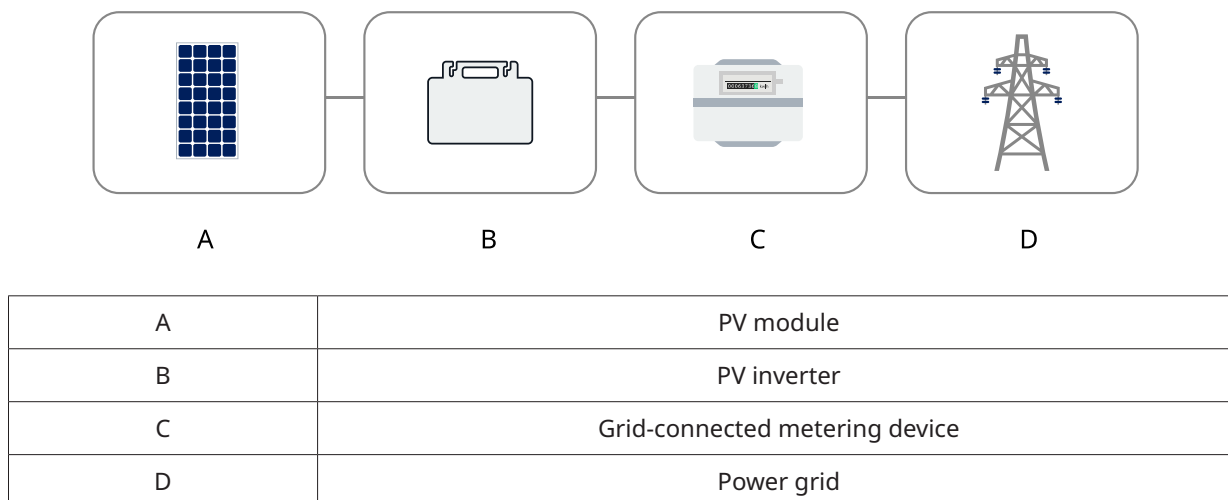 A B C D
A PV module
B PV inverter
C Grid-connected metering device
D Power grid